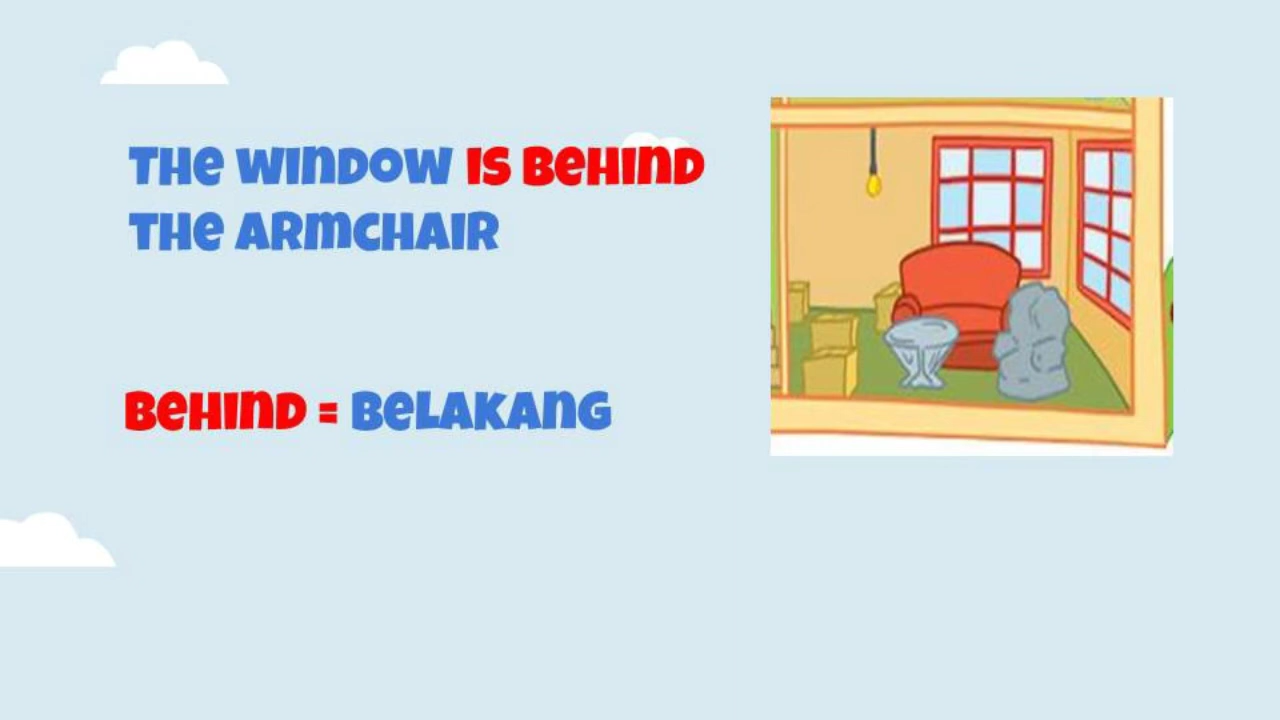 THE WINDOW IS BEHIND
THE ARMCHAIR
BEHIND = BELAKANG